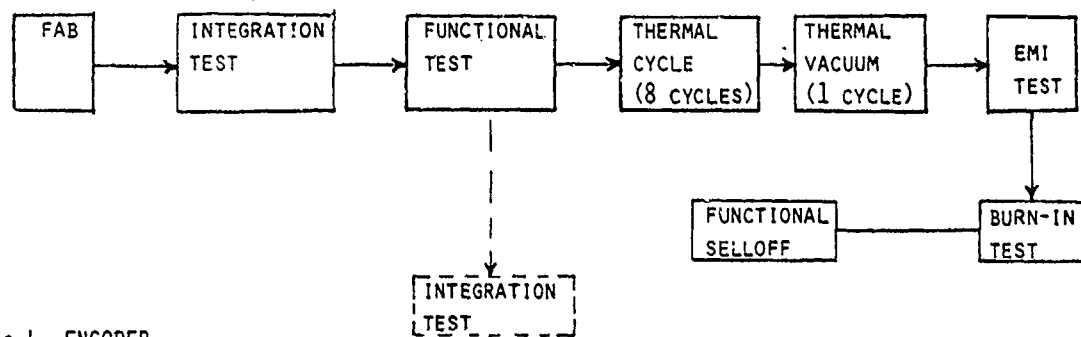 FAB
INTEGRATION
TEST
FUNCTIONAL
TEST
THERMAL
CYCLE
(8 CYCLES)
THERMAL
VACUUM
(1 CYCLE)
EMI
TEST
FUNCTIONAL
SELLOFF
BURN-IN
TEST
INTEGRATION
TEST
ENCODER